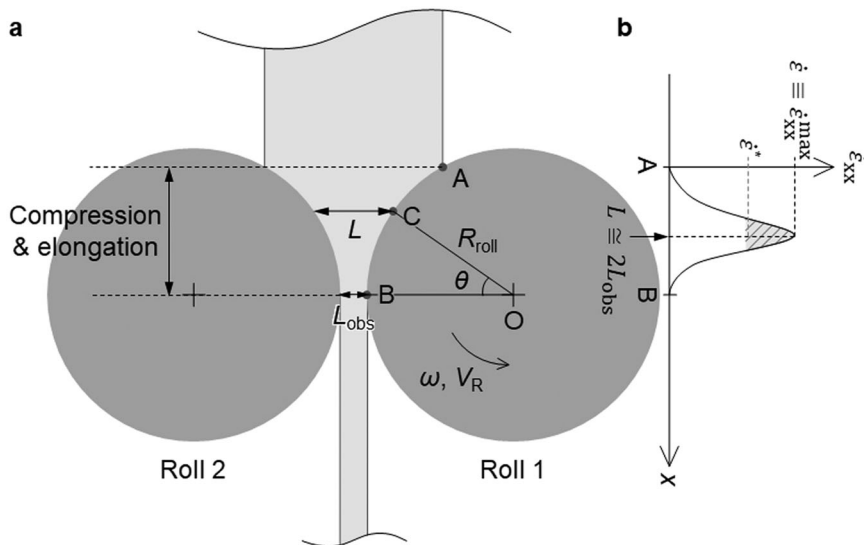 a
b
A
Compression
& elongation
L
C
R_roll
θ
L_obs
B
O
ω, V_R
Roll 2
Roll 1
ε̇ ≡ ε̇_xx^max
ε̇*
ε̇_xx
A
L ≅ 2L_obs
B
x